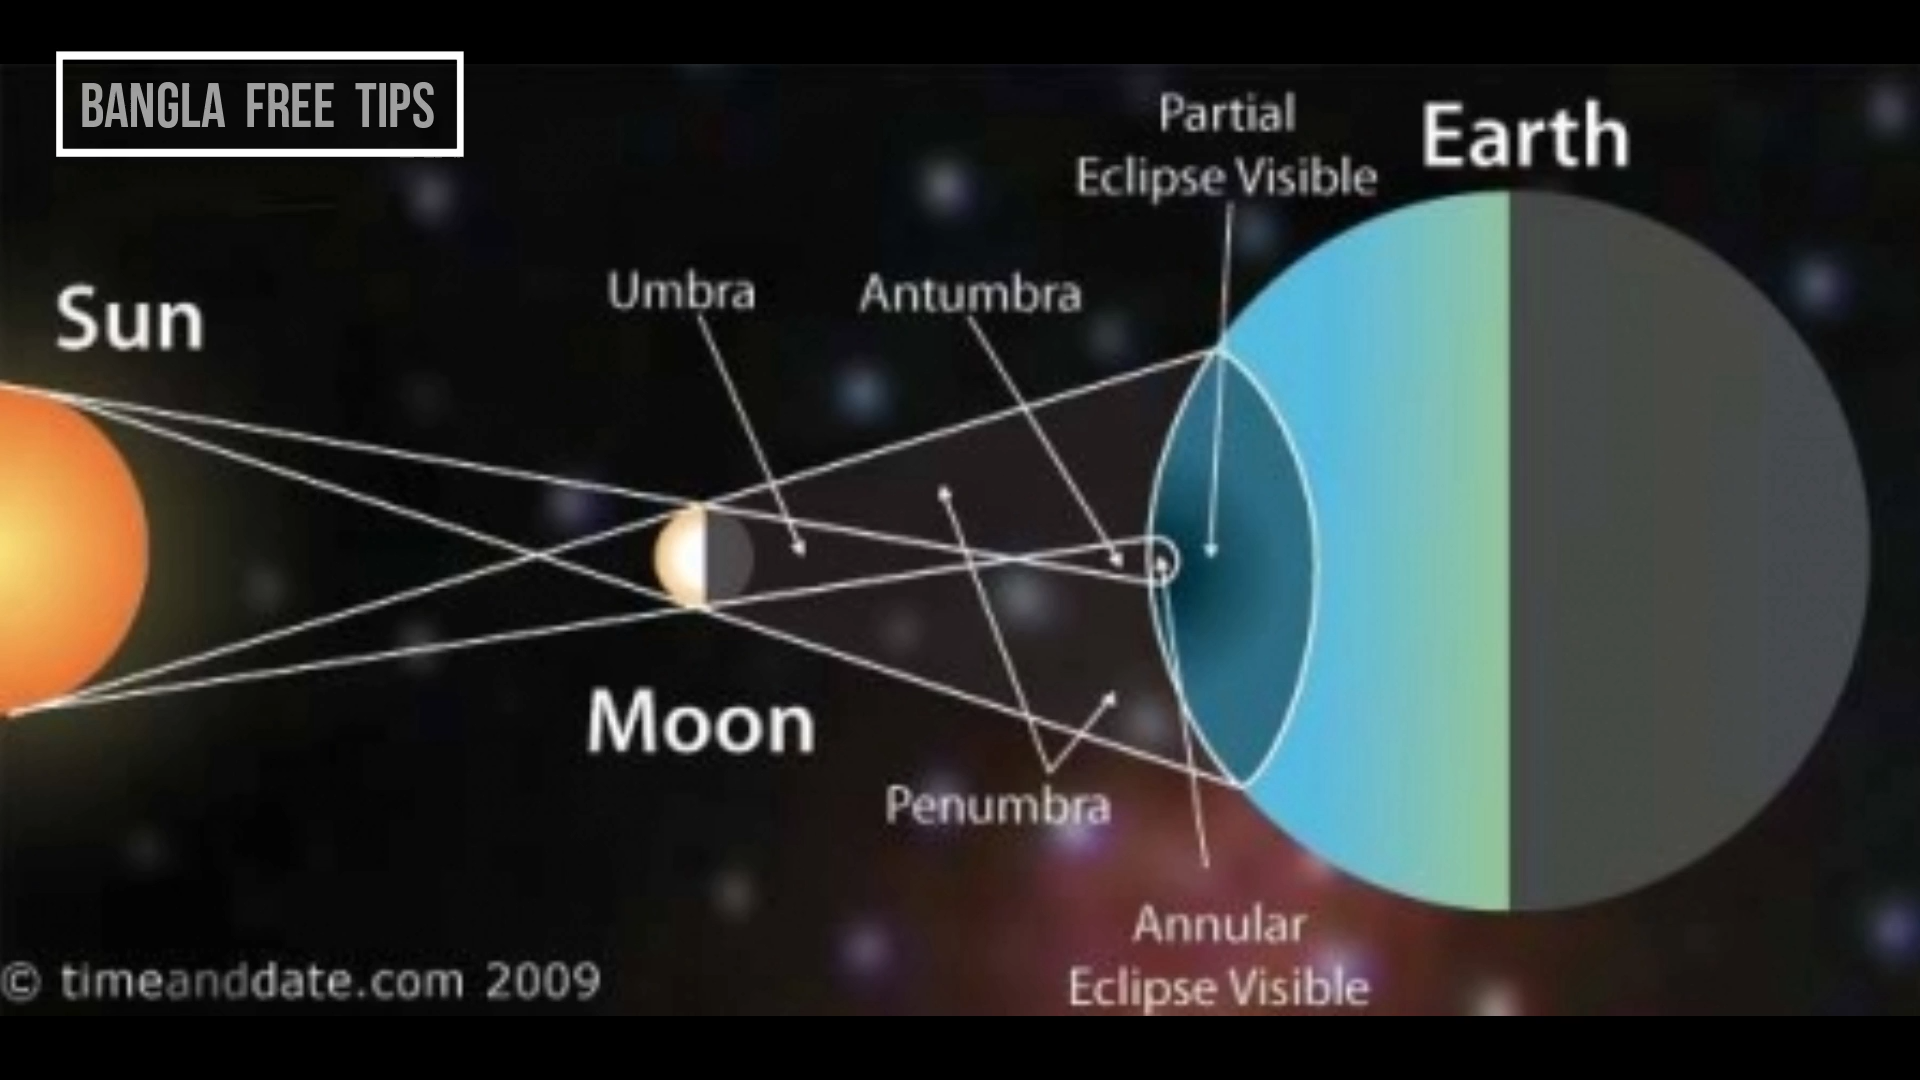 BANGLA FREE TIPS
Partial
Eclipse Visible
Earth
Sun
Umbra
Antumbra
Moon
Penumbra
Annular
Eclipse Visible
© timeanddate.com 2009